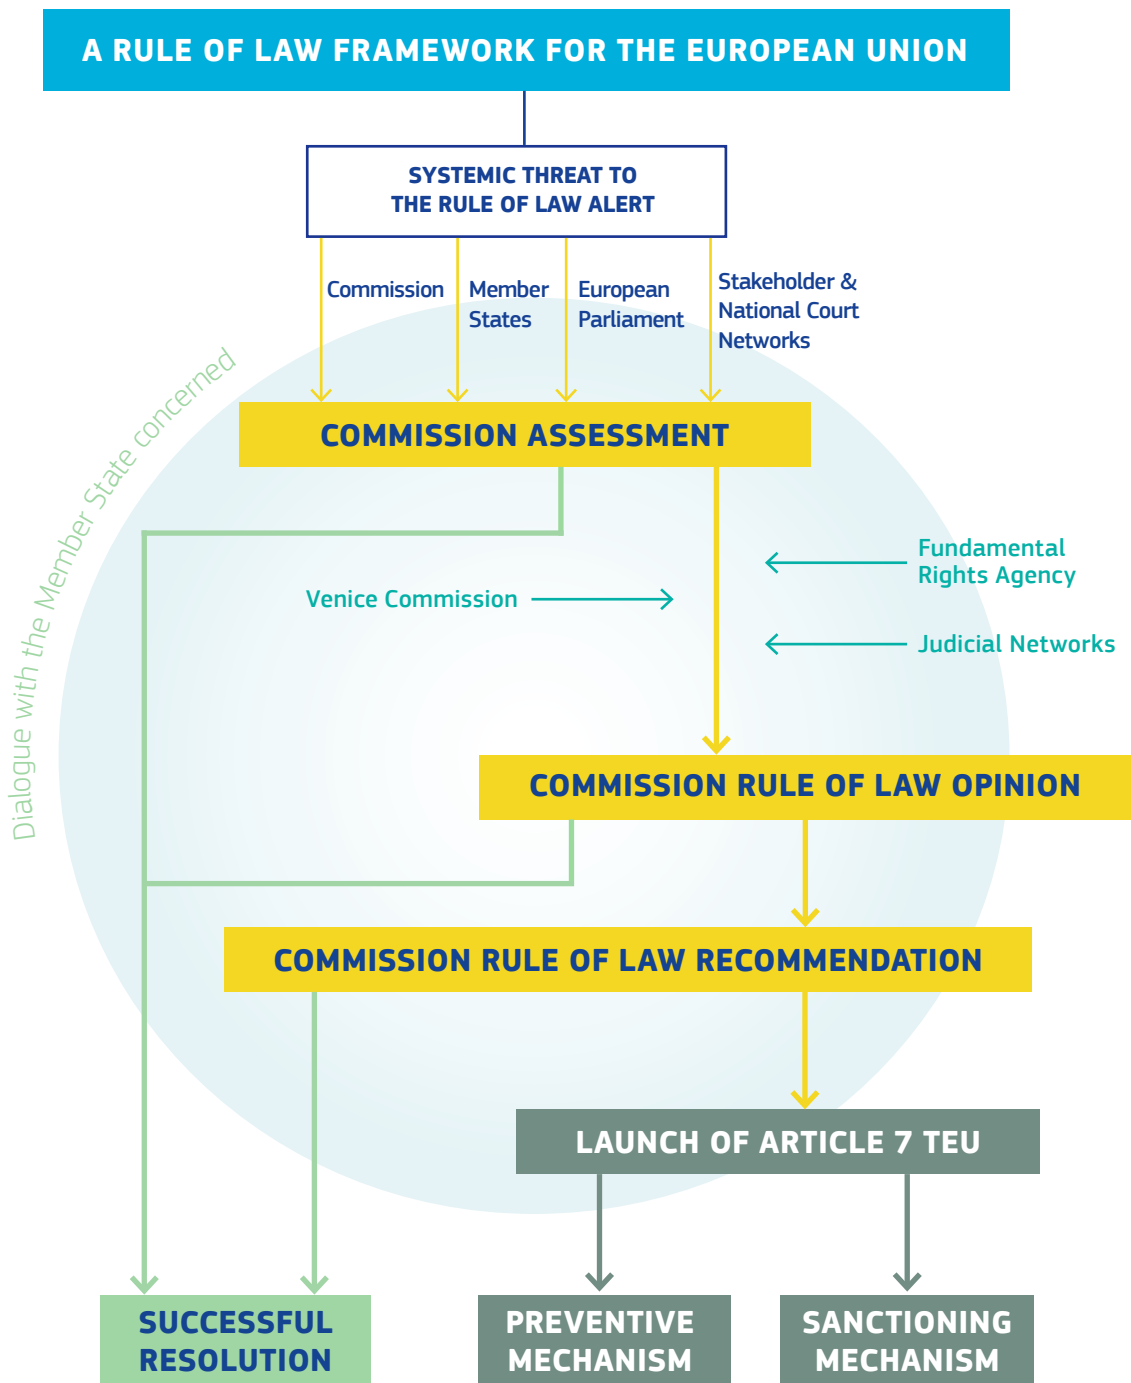 A RULE OF LAW FRAMEWORK FOR THE EUROPEAN UNION
SYSTEMIC THREAT TO
THE RULE OF LAW ALERT
Commission
Member
States
European
Parliament
Stakeholder &
National Court
Networks
Dialogue with the Member State concerned
COMMISSION ASSESSMENT
Fundamental
Rights Agency
Venice Commission
Judicial Networks
COMMISSION RULE OF LAW OPINION
COMMISSION RULE OF LAW RECOMMENDATION
LAUNCH OF ARTICLE 7 TEU
SUCCESSFUL
RESOLUTION
PREVENTIVE
MECHANISM
SANCTIONING
MECHANISM